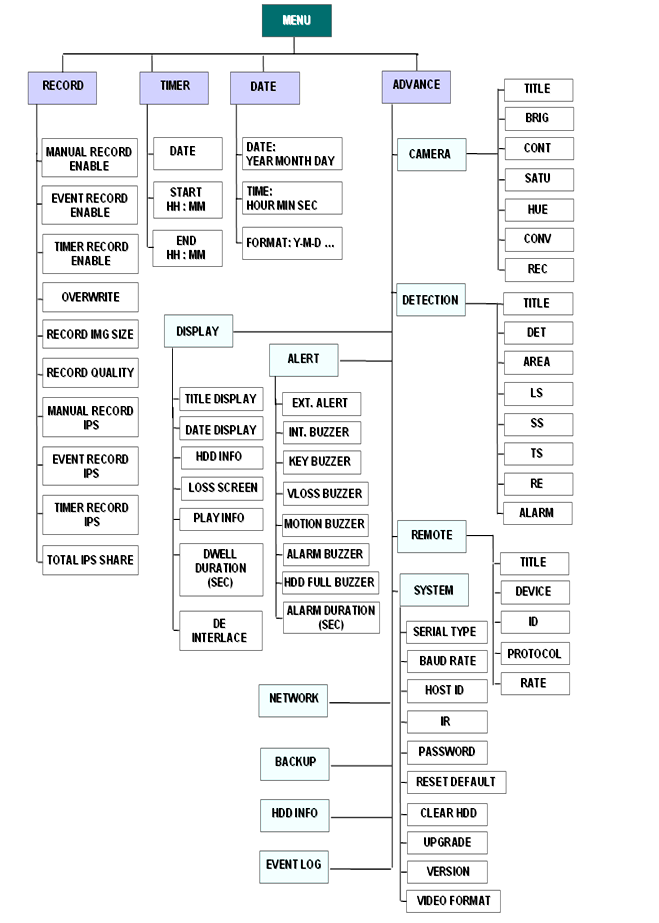 MENU
RECORD
TIMER
DATE
ADVANCE
MANUAL RECORD
ENABLE
EVENT RECORD
ENABLE
TIMER RECORD
ENABLE
OVERWRITE
RECORD IMG SIZE
RECORD QUALITY
MANUAL RECORD
IPS
EVENT RECORD
IPS
TIMER RECORD
IPS
TOTAL IPS SHARE
DATE
START
HH : MM
END
HH : MM
DATE:
YEAR MONTH DAY
TIME:
HOUR MIN SEC
FORMAT: Y-M-D ...
CAMERA
TITLE
BRIG
CONT
SATU
HUE
CONV
REC
DETECTION
TITLE
DET
AREA
LS
SS
TS
RE
ALARM
DISPLAY
TITLE DISPLAY
DATE DISPLAY
HDD INFO
LOSS SCREEN
PLAY INFO
DWELL
DURATION
(SEC)
DE
INTERLACE
ALERT
EXT. ALERT
INT. BUZZER
KEY BUZZER
VLOSS BUZZER
MOTION BUZZER
ALARM BUZZER
HDD FULL BUZZER
ALARM DURATION
(SEC)
REMOTE
TITLE
DEVICE
ID
PROTOCOL
RATE
SYSTEM
SERIAL TYPE
BAUD RATE
HOST ID
IR
PASSWORD
RESET DEFAULT
CLEAR HDD
UPGRADE
VERSION
VIDEO FORMAT
NETWORK
BACKUP
HDD INFO
EVENT LOG